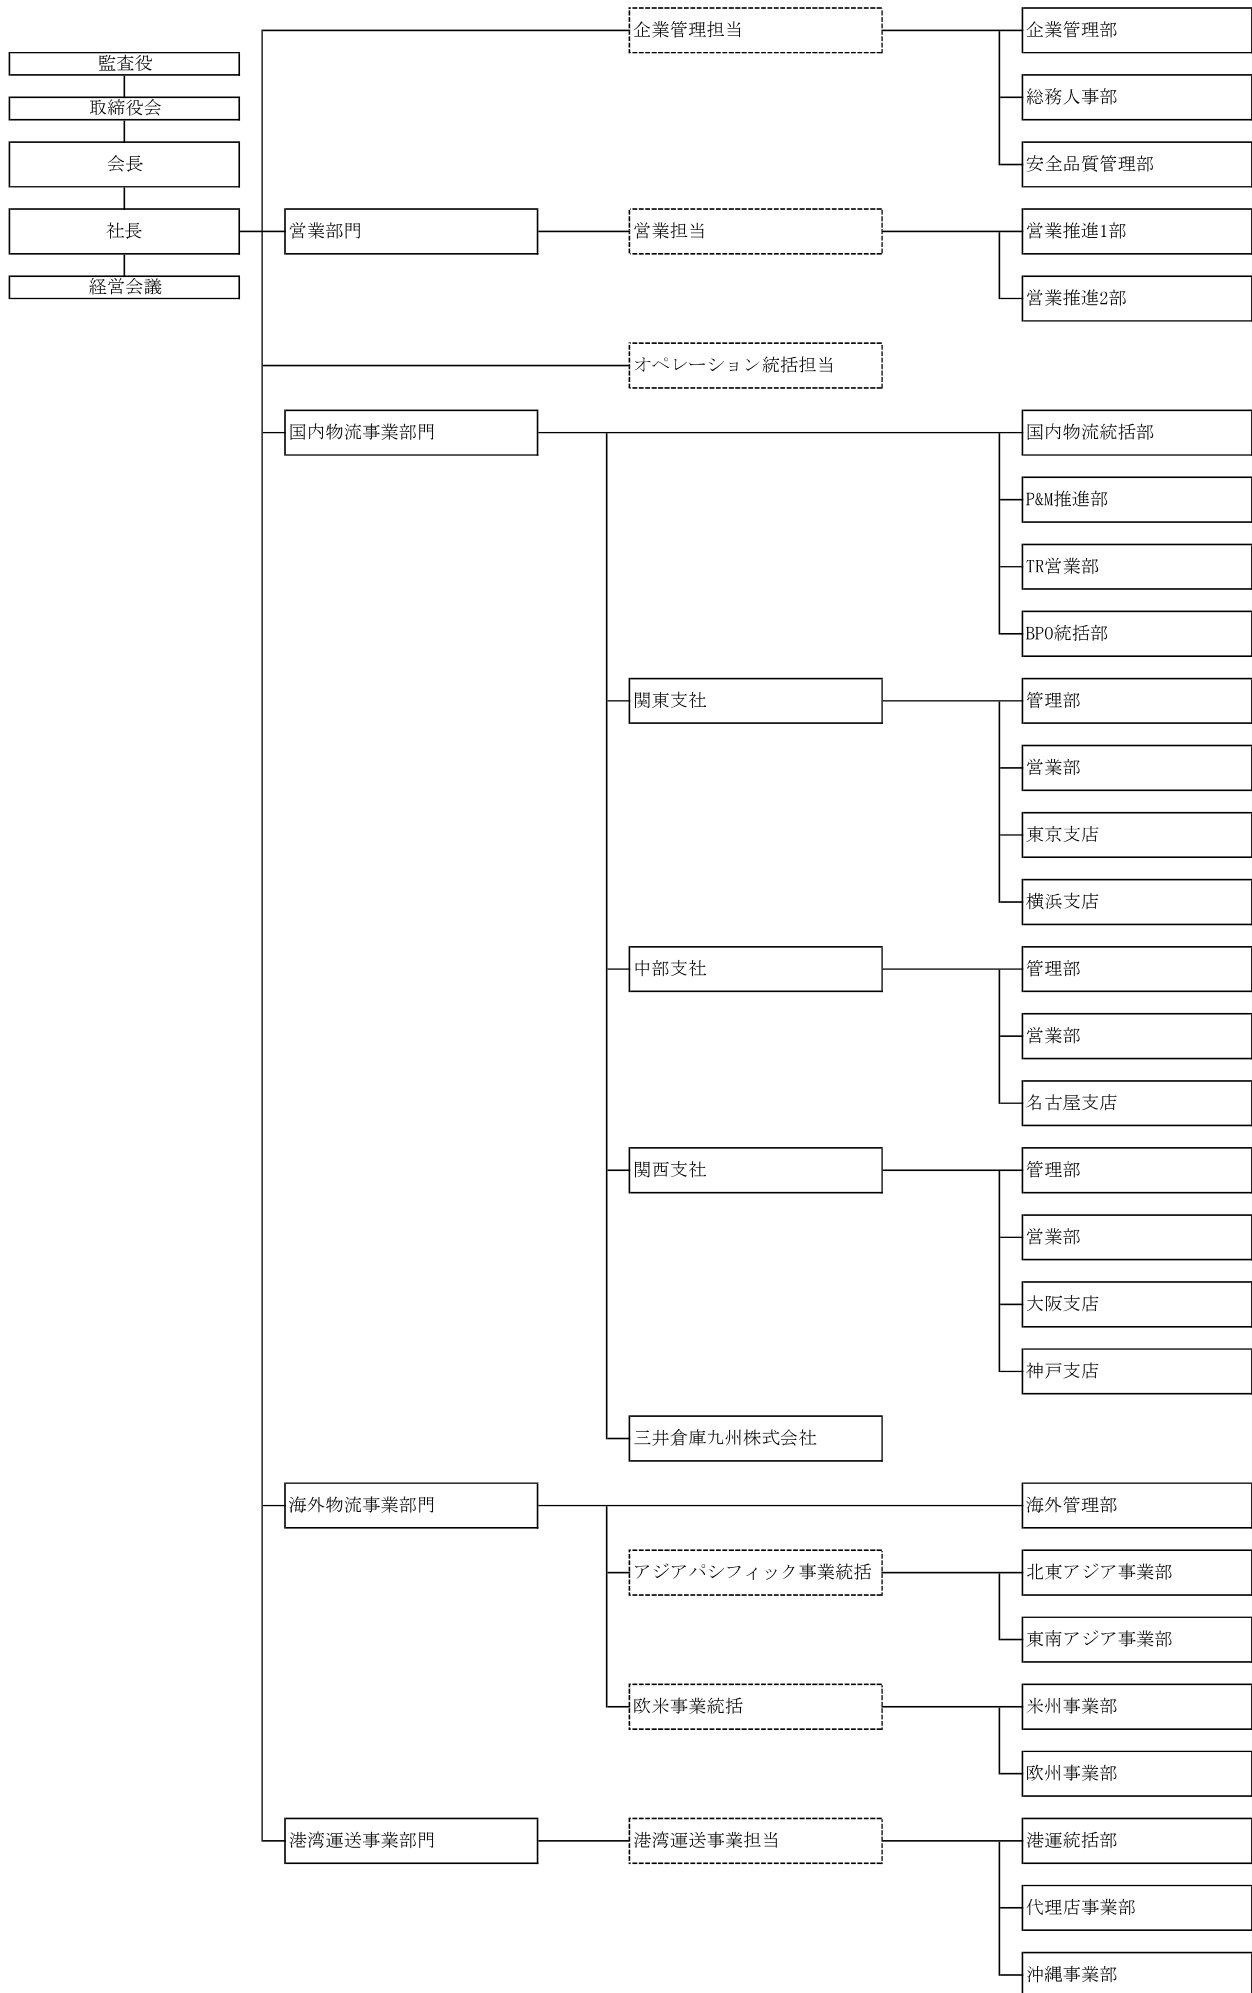 企業管理担当
企業管理部
監査役
総務人事部
取締役会
会長
安全品質管理部
社長
営業部門
営業担当
営業推進1部
経営会議
営業推進2部
オペレーション統括担当
国内物流事業部門
国内物流統括部
P&M推進部
TR営業部
BPO統括部
関東支社
管理部
営業部
東京支店
横浜支店
中部支社
管理部
営業部
名古屋支店
関西支社
管理部
営業部
大阪支店
神戸支店
三井倉庫九州株式会社
海外物流事業部門
海外管理部
アジアパシフィック事業統括
北東アジア事業部
東南アジア事業部
欧米事業統括
米州事業部
欧州事業部
港湾運送事業部門
港湾運送事業担当
港運統括部
代理店事業部
沖縄事業部